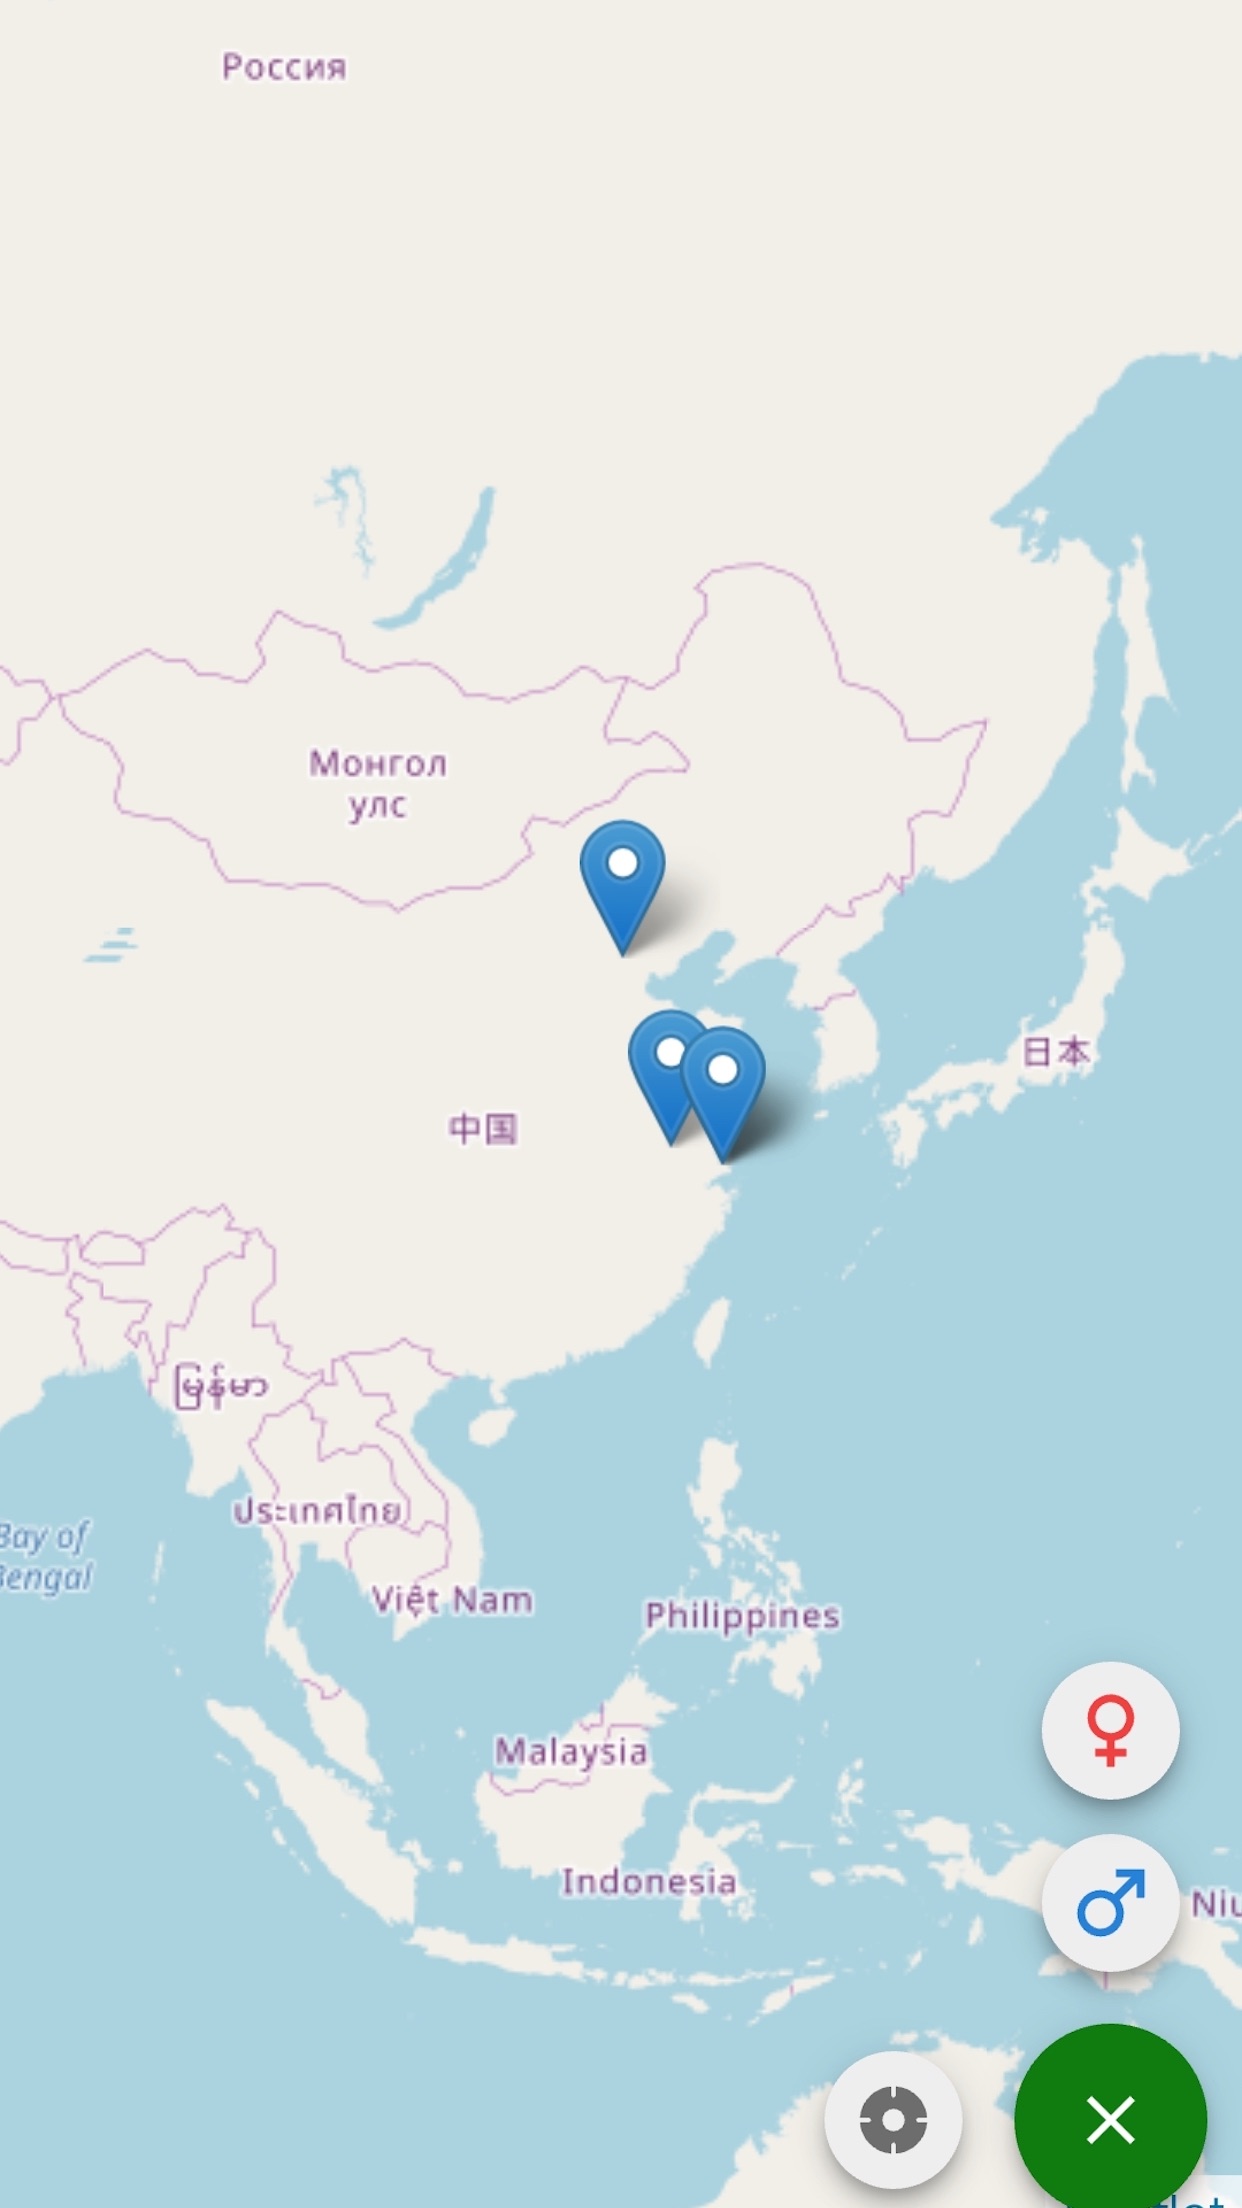 Россия
Монгол
улс
日本
中国
မြန်မာ
ประเทศไทย
Bay of
Bengal
Việt Nam
Philippines
Malaysia
Indonesia